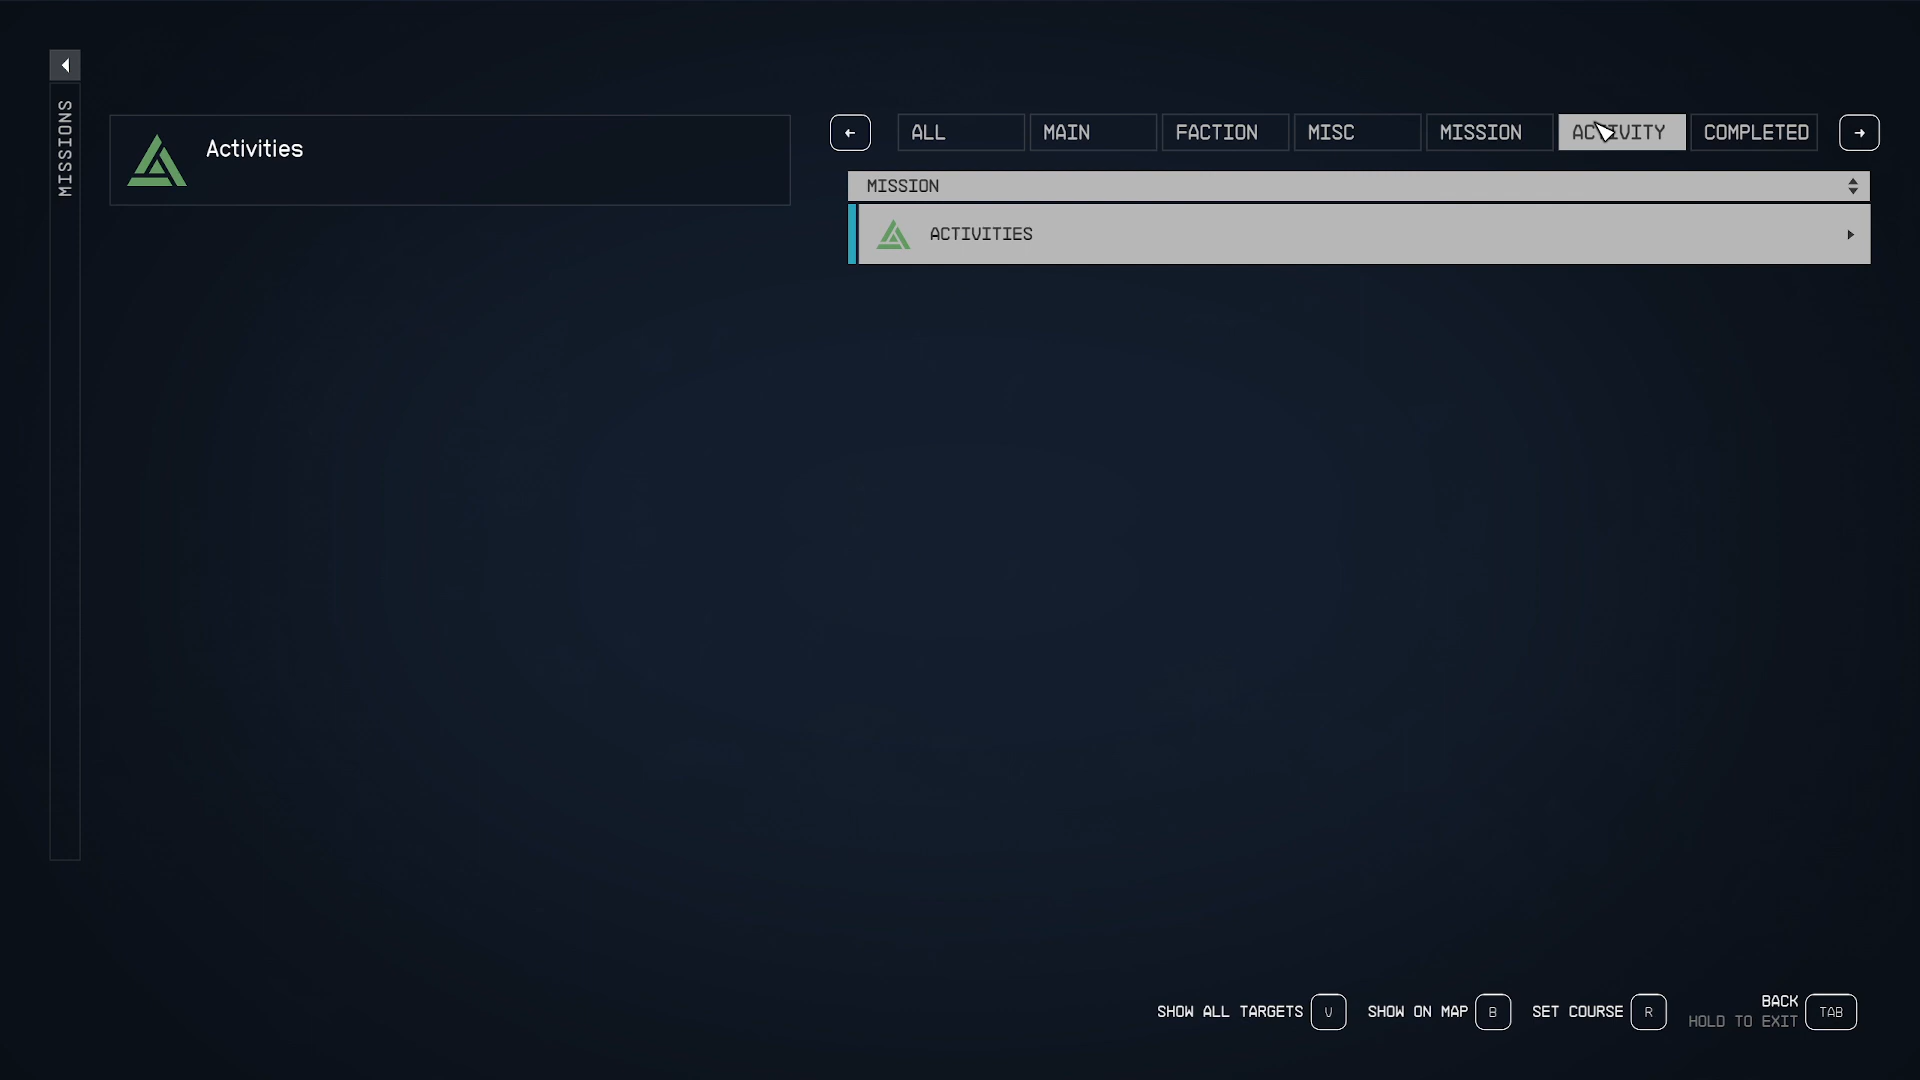 MISSIONS
Activities
ALL
MAIN
FACTION
MISC
MISSION
ACTIVITY
COMPLETED
MISSION
ACTIVITIES
SHOW ALL TARGETS V
SHOW ON MAP B
SET COURSE R
BACK
HOLD TO EXIT
TAB